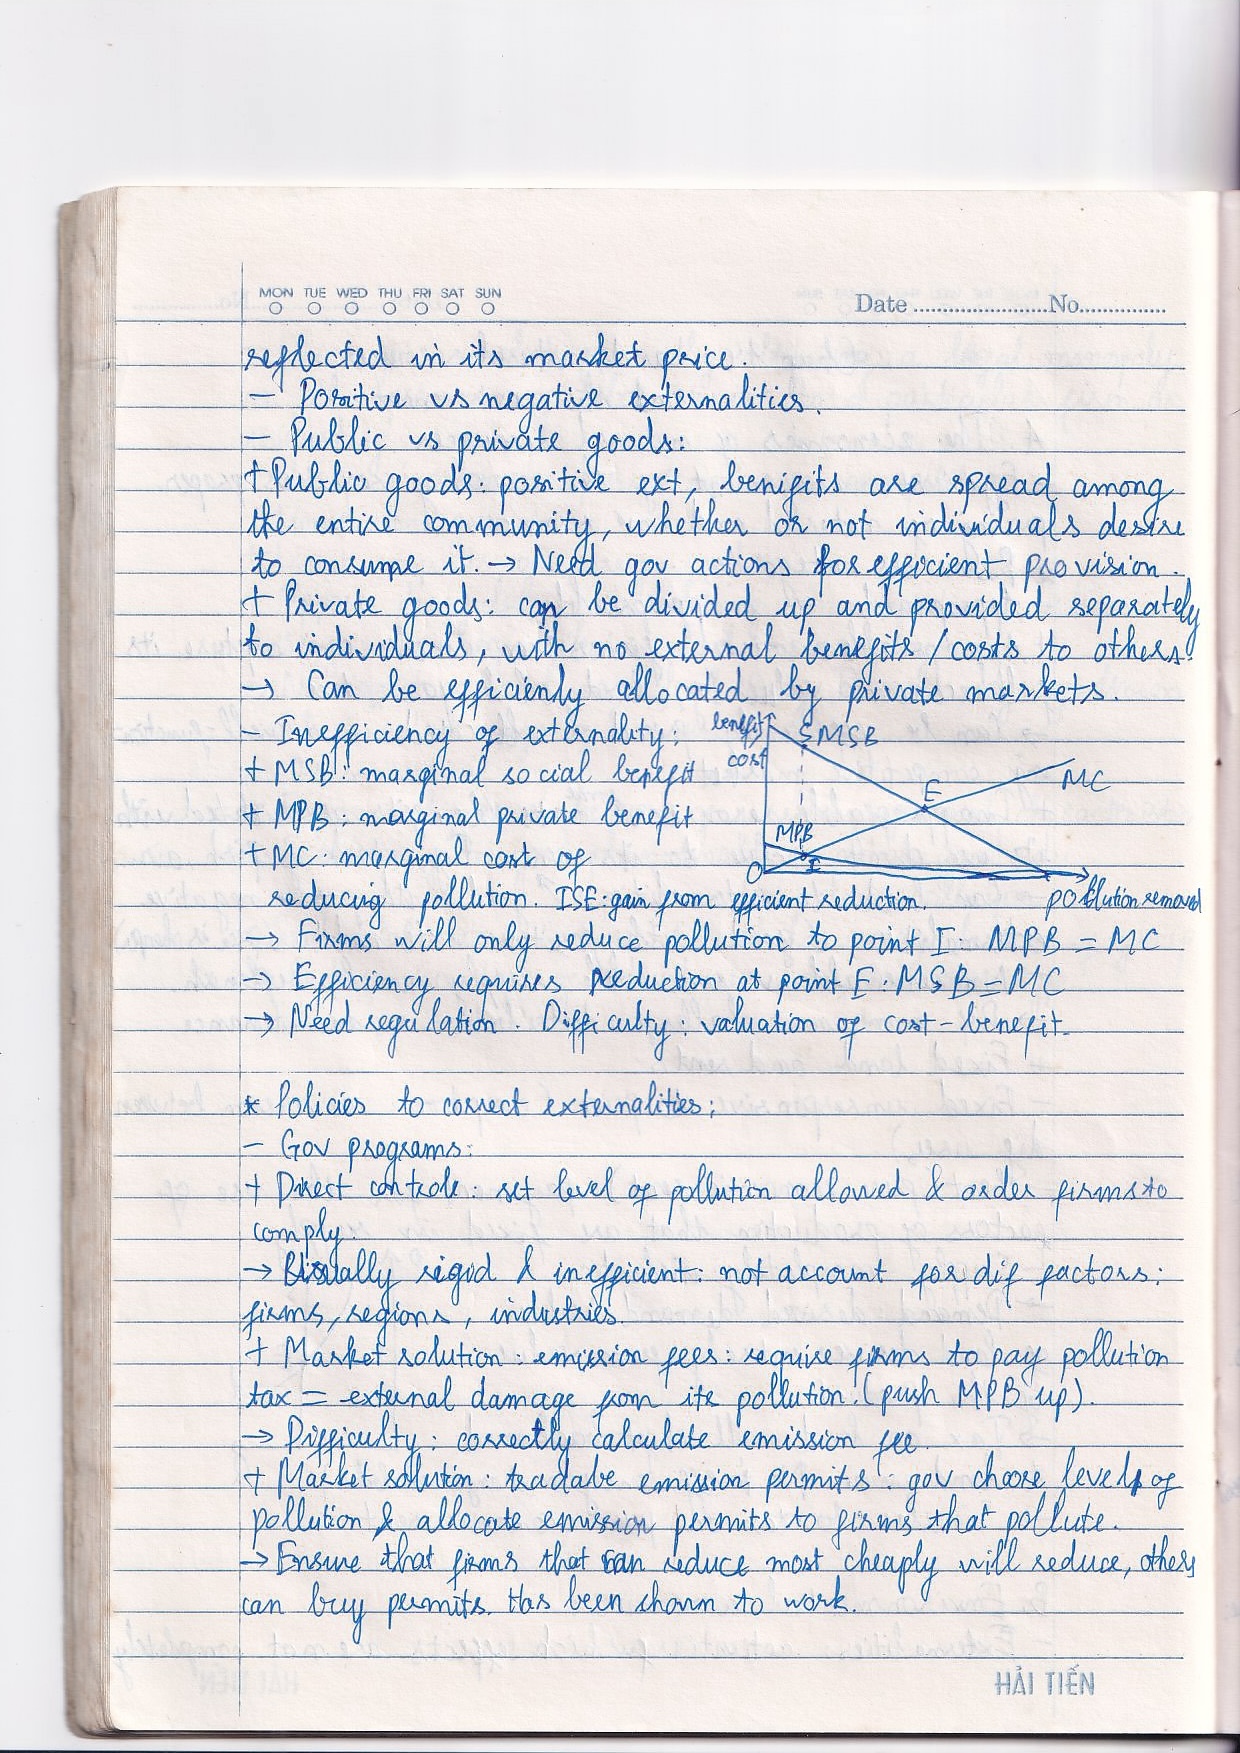 MON TUE WED THU FRI SAT SUN
Date ........................No................
reflected in its market price.
- Positive vs negative externalities.
- Public vs private goods:
+ Public goods: positive ext, benifits are spread among
the entire community, whether or not individuals desire
to consume it. → Need gov actions for efficient provision.
+ Private goods: can be divided up and provided separately
to individuals, with no external benefits / costs to others.
→ Can be efficiently allocated by private markets.
- Inefficiency of externality:
+ MSB: marginal social benefit
+ MPB: marginal private benefit
+ MC: marginal cost of
reducing pollution. ISE: gain from efficient reduction.
benefit/
cost
S MSB
MC
E
MPB
I
O
pollution removed
→ Firms will only reduce pollution to point I: MPB = MC
→ Efficiency requires reduction at point E: MSB = MC
→ Need regulation. Difficulty: valuation of cost-benefit.
* Policies to correct externalities:
- Gov programs:
+ Direct controls: set level of pollution allowed & order firms to
comply.
→ Usually rigid & inefficient: not account for dif factors:
firms, regions, industries.
+ Market solution: emission fees: require firms to pay pollution
tax = external damage from its pollution. (push MPB up).
→ Difficulty: correctly calculate emission fee.
+ Market solution: tradabe emission permits: gov choose level of
pollution & allocate emission permits to firms that pollute.
→ Ensure that firms that can reduce most cheaply will reduce, others
can buy permits. Has been shown to work.
HẢI TIẾN